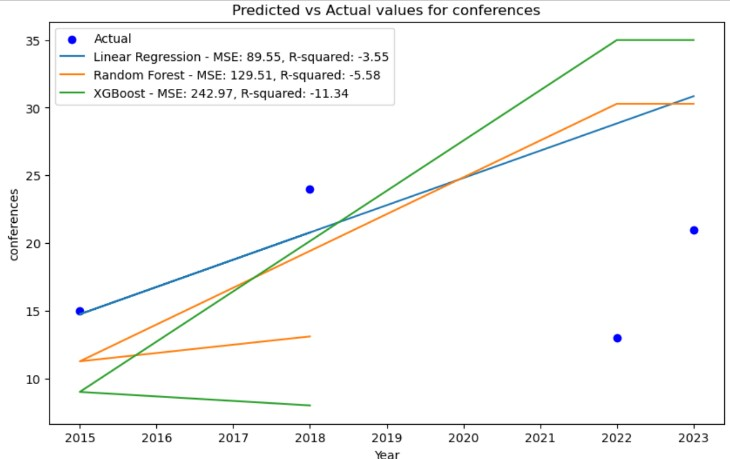 Predicted vs Actual values for conferences
Actual
Linear Regression - MSE: 89.55, R-squared: -3.55
Random Forest - MSE: 129.51, R-squared: -5.58
XGBoost - MSE: 242.97, R-squared: -11.34
conferences
35
30
25
20
15
10
2015 2016 2017 2018 2019 2020 2021 2022 2023
Year